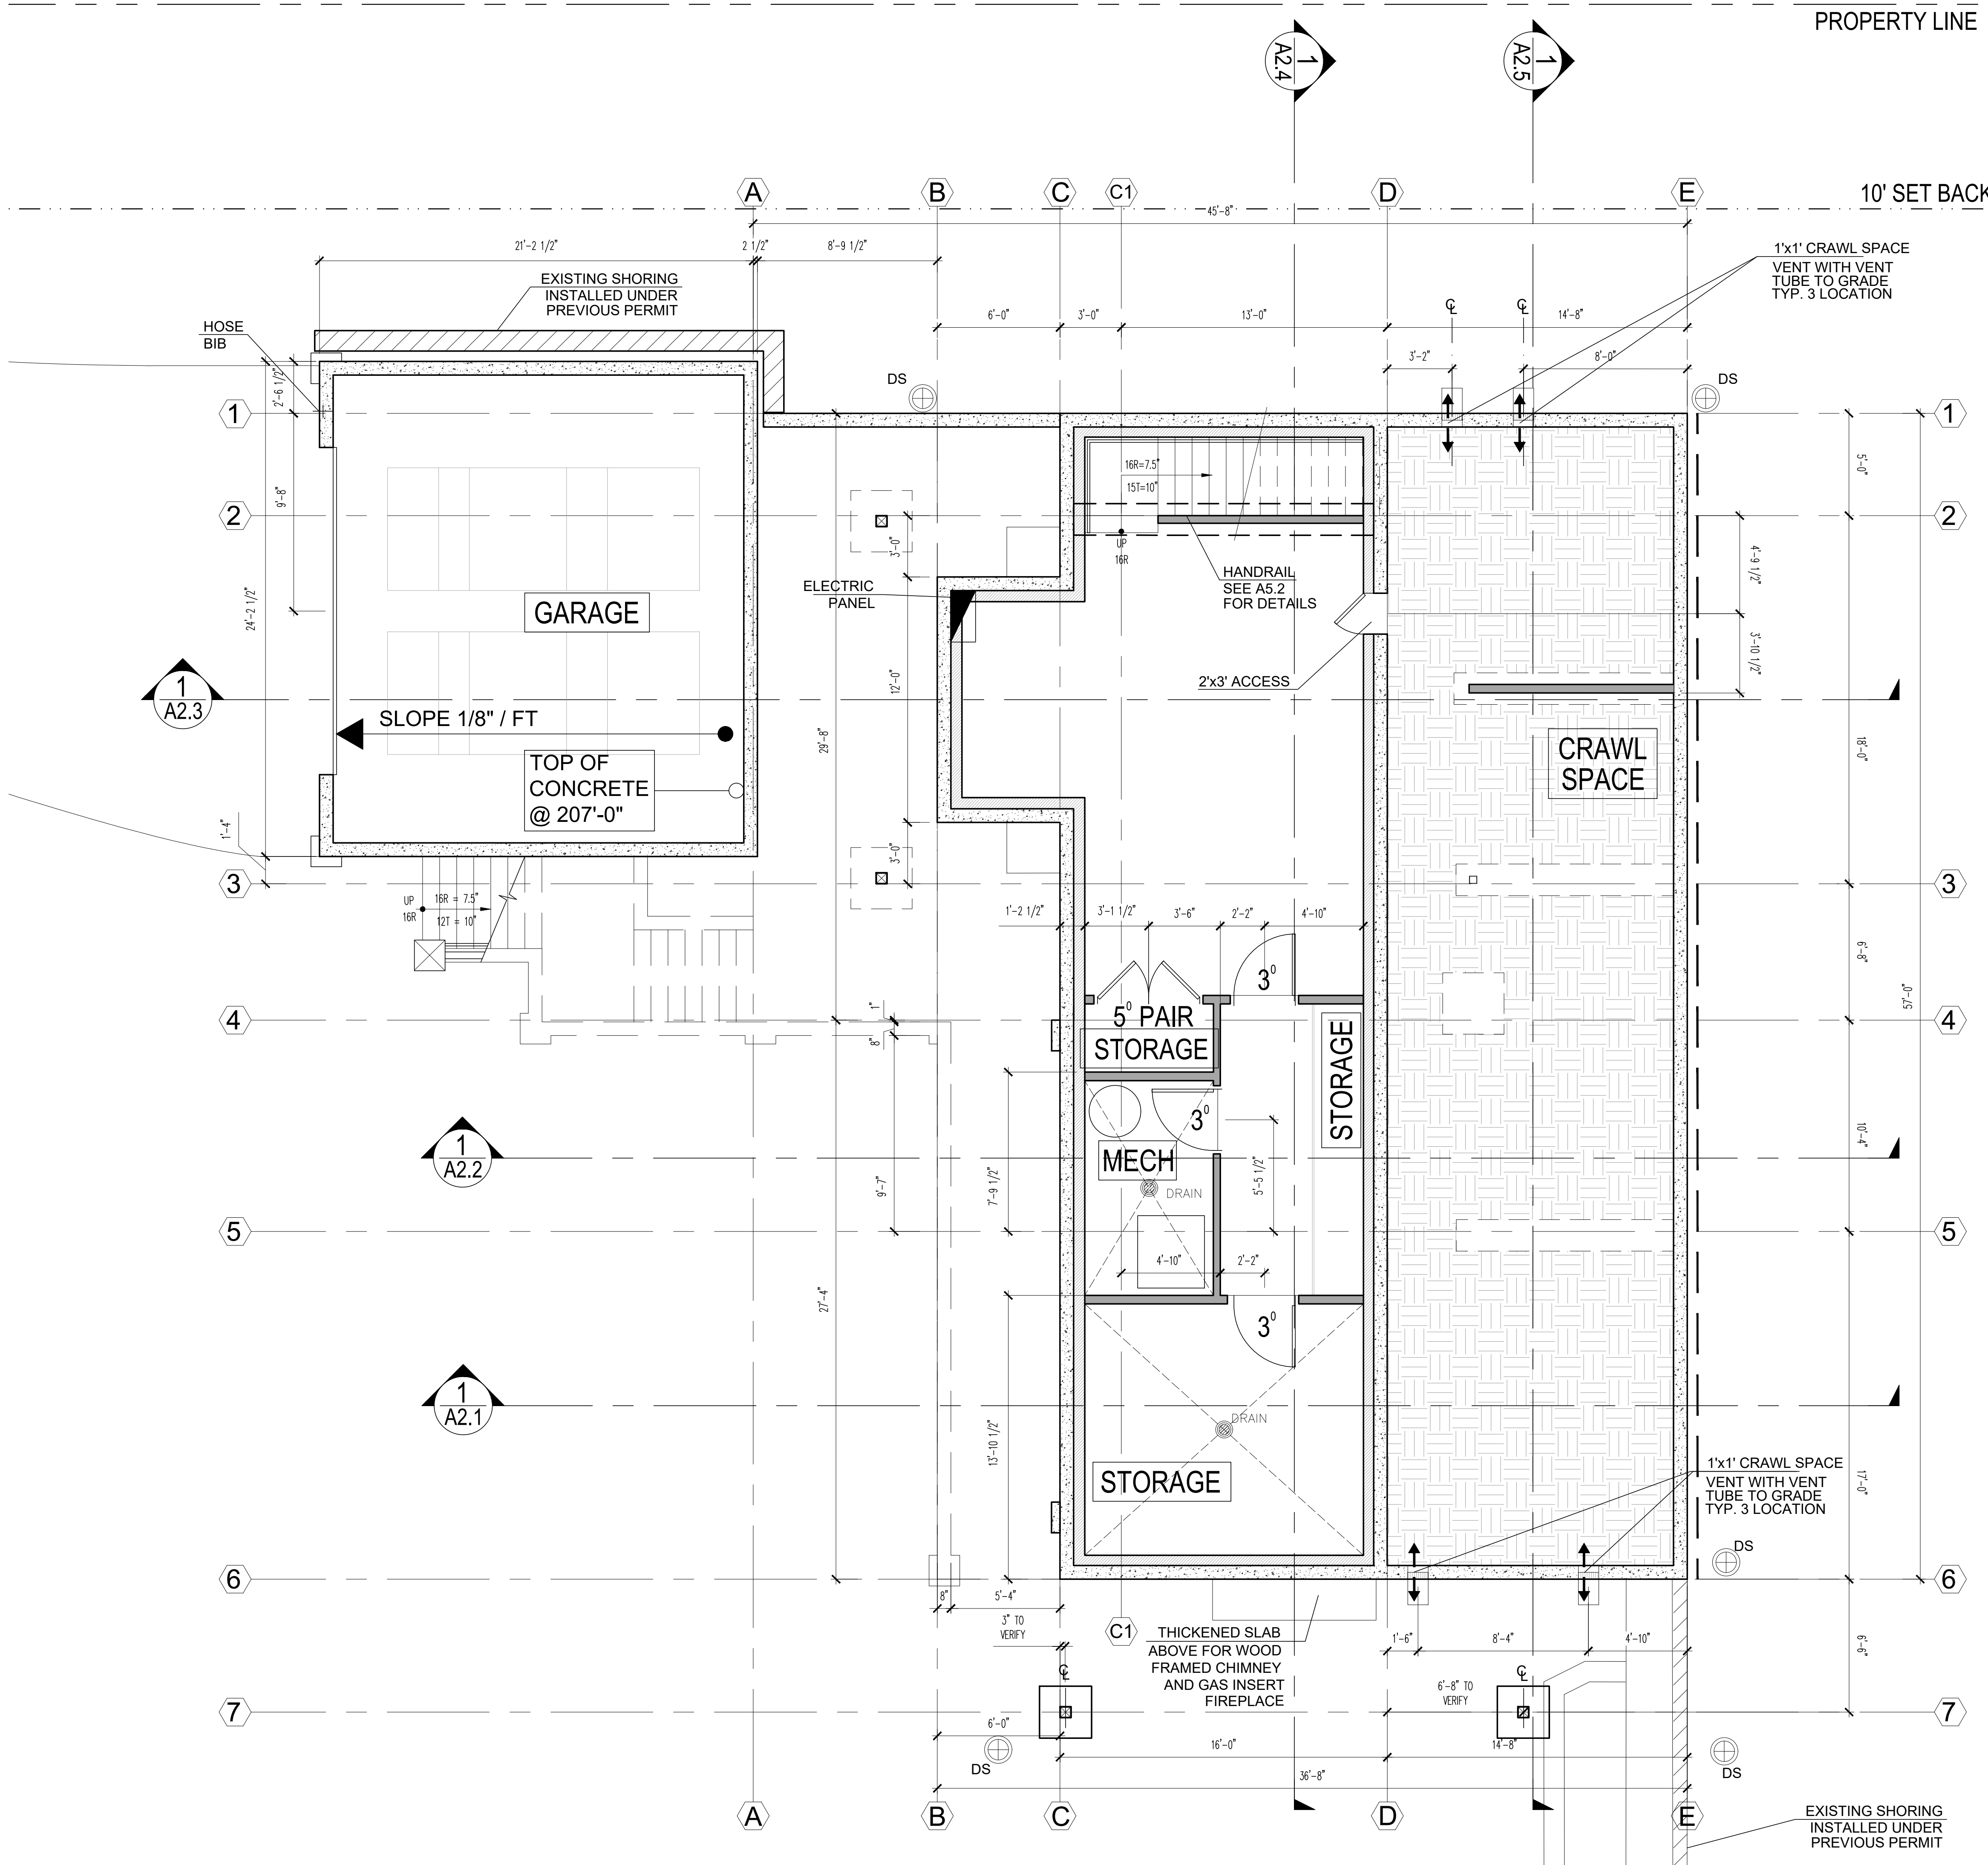 PROPERTY LINE
1
A2.4
1
A2.5
A
B
C
C1
D
E
10' SET BACK
45'-8"
21'-2 1/2"
2 1/2"
8'-9 1/2"
EXISTING SHORING
INSTALLED UNDER
PREVIOUS PERMIT
1'x1' CRAWL SPACE
VENT WITH VENT
TUBE TO GRADE
TYP. 3 LOCATION
HOSE
BIB
6'-0"
3'-0"
13'-0"
14'-8"
3'-2"
8'-0"
DS
DS
2'-6 1/2"
1
1
5'-0"
16R=7.5"
15T=10"
2
2
9'-8"
3'-0"
UP
16R
4'-9 1/2"
HANDRAIL
SEE A5.2
FOR DETAILS
ELECTRIC
PANEL
GARAGE
24'-2 1/2"
3'-10 1/2"
2'x3' ACCESS
12'-0"
1
A2.3
SLOPE 1/8" / FT
29'-8"
18'-0"
CRAWL
SPACE
TOP OF
CONCRETE
@ 207'-0"
1'-4"
3'-0"
3
3
UP
16R
16R = 7.5"
12T = 10"
1'-2 1/2"
3'-1 1/2"
3'-6"
2'-2"
4'-10"
6'-8"
3⁰
57'-0"
1"
8"
4
4
5⁰ PAIR
STORAGE
STORAGE
3⁰
10'-4"
1
A2.2
MECH
DRAIN
9'-7"
7'-9 1/2"
5'-5 1/2"
5
5
4'-10"
2'-2"
27'-4"
3⁰
1
A2.1
DRAIN
13'-10 1/2"
STORAGE
1'x1' CRAWL SPACE
VENT WITH VENT
TUBE TO GRADE
TYP. 3 LOCATION
17'-0"
DS
6
6
8"
5'-4"
3" TO
VERIFY
C1
THICKENED SLAB
ABOVE FOR WOOD
FRAMED CHIMNEY
AND GAS INSERT
FIREPLACE
1'-6"
8'-4"
4'-10"
6'-6"
6'-8" TO
VERIFY
7
7
6'-0"
16'-0"
14'-8"
DS
DS
36'-8"
A
B
C
D
E
EXISTING SHORING
INSTALLED UNDER
PREVIOUS PERMIT